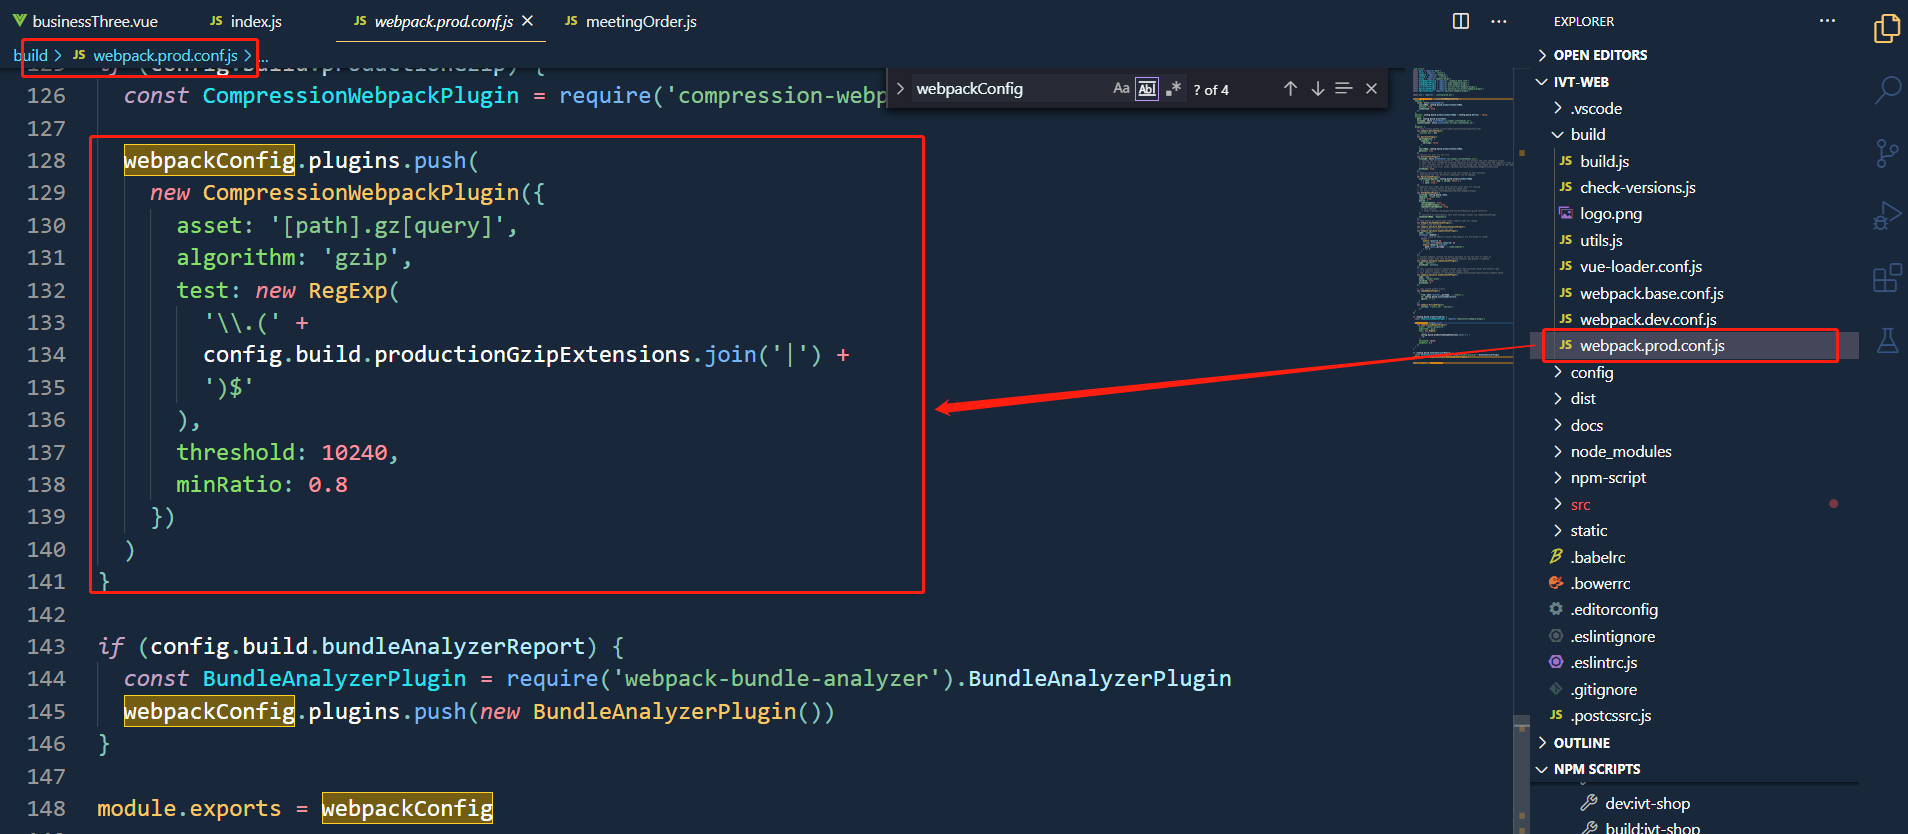 businessThree.vue
JS index.js
JS webpack.prod.conf.js
JS meetingOrder.js
build > JS webpack.prod.conf.js > ...
if (config.build.productionGzip) {
126 const CompressionWebpackPlugin = require('compression-webp
127
128 webpackConfig.plugins.push(
129 new CompressionWebpackPlugin({
130 asset: '[path].gz[query]',
131 algorithm: 'gzip',
132 test: new RegExp(
133 '\\.(' +
134 config.build.productionGzipExtensions.join('|') +
135 ')$'
136 ),
137 threshold: 10240,
138 minRatio: 0.8
139 })
140 )
141 }
142
143 if (config.build.bundleAnalyzerReport) {
144 const BundleAnalyzerPlugin = require('webpack-bundle-analyzer').BundleAnalyzerPlugin
145 webpackConfig.plugins.push(new BundleAnalyzerPlugin())
146 }
147
148 module.exports = webpackConfig
webpackConfig
Aa Abl .*
? of 4
EXPLORER
OPEN EDITORS
IVT-WEB
.vscode
build
JS build.js
JS check-versions.js
logo.png
JS utils.js
JS vue-loader.conf.js
JS webpack.base.conf.js
JS webpack.dev.conf.js
JS webpack.prod.conf.js
config
dist
docs
node_modules
npm-script
src
static
.babelrc
.bowerrc
.editorconfig
.eslintignore
.eslintrc.js
.gitignore
JS .postcssrc.js
OUTLINE
NPM SCRIPTS
dev:ivt-shop
build:ivt-shop